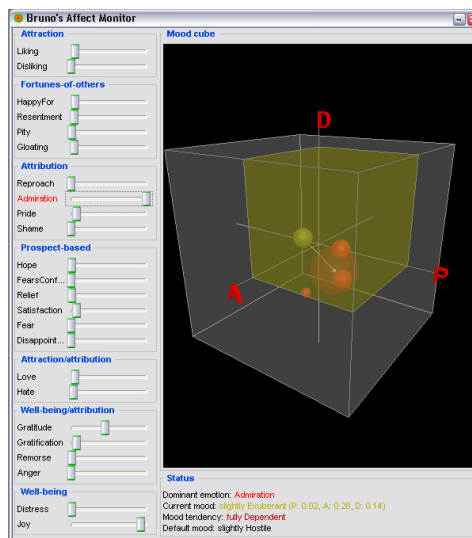 Bruno's Affect Monitor
Attraction
Liking
Disliking
Fortunes-of-others
HappyFor
Resentment
Pity
Gloating
Attribution
Reproach
Admiration
Pride
Shame
Prospect-based
Hope
FearsConf...
Relief
Satisfaction
Fear
Disappoint...
Attraction/attribution
Love
Hate
Well-being/attribution
Gratitude
Gratification
Remorse
Anger
Well-being
Distress
Joy
Mood cube
D
A
P
Status
Dominant emotion: Admiration
Current mood: slightly Exuberant (P: 0.02, A: 0.28, D: 0.14)
Mood tendency: fully Dependent
Default mood: slightly Hostile